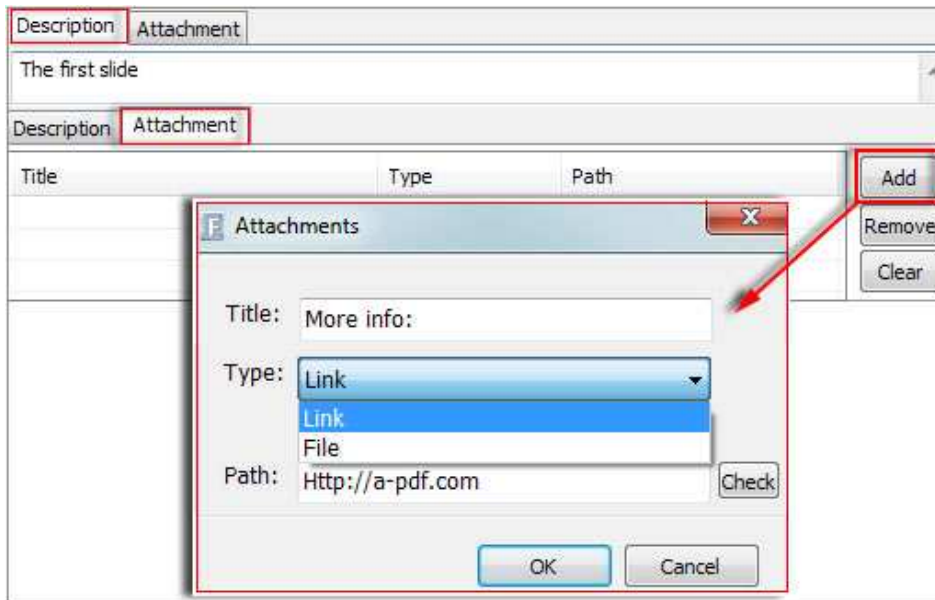 Description Attachment
The first slide
Description Attachment
Title Type Path Add
Attachments
Remove
Clear
Title: More info:
Type: Link
Link
File
Path: Http://a-pdf.com Check
OK Cancel